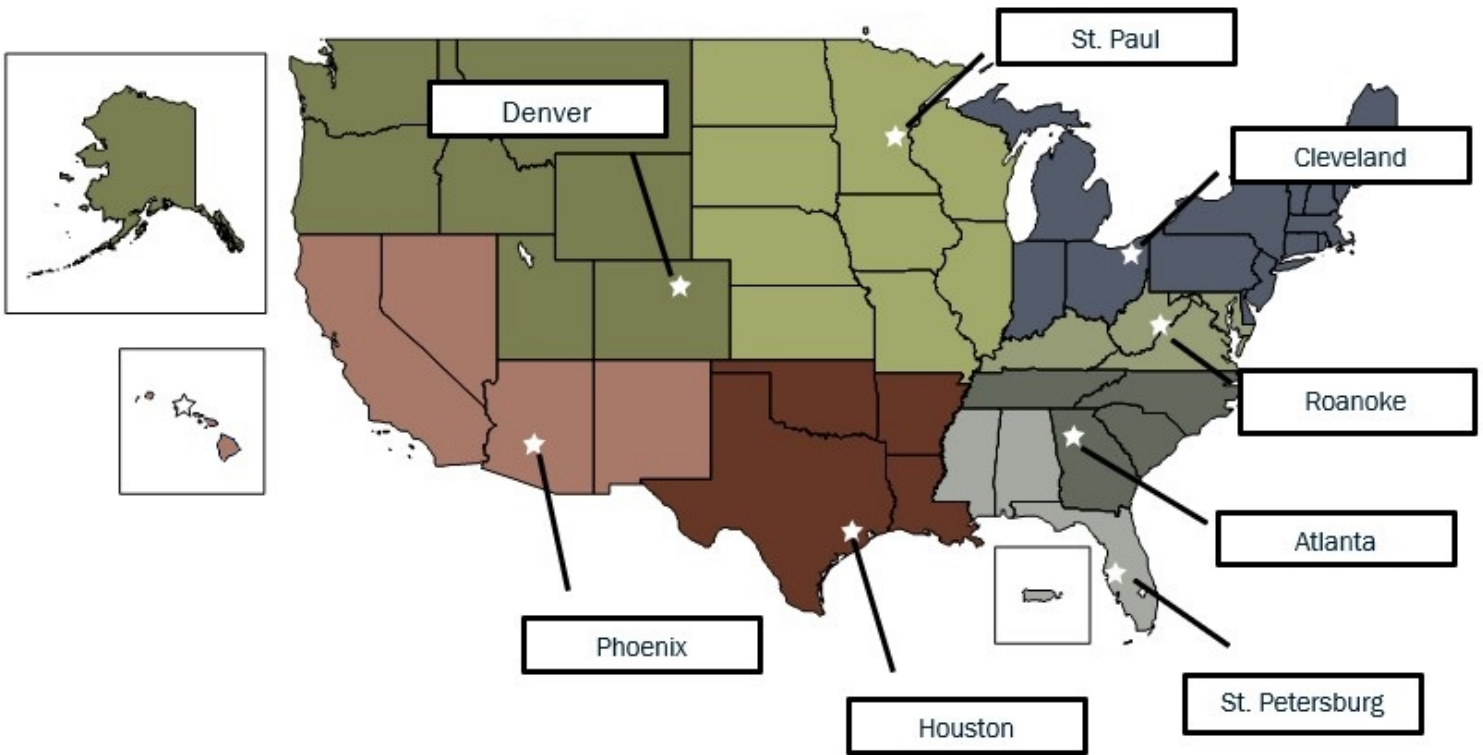 St. Paul
Denver
Cleveland
Roanoke
Atlanta
Phoenix
St. Petersburg
Houston